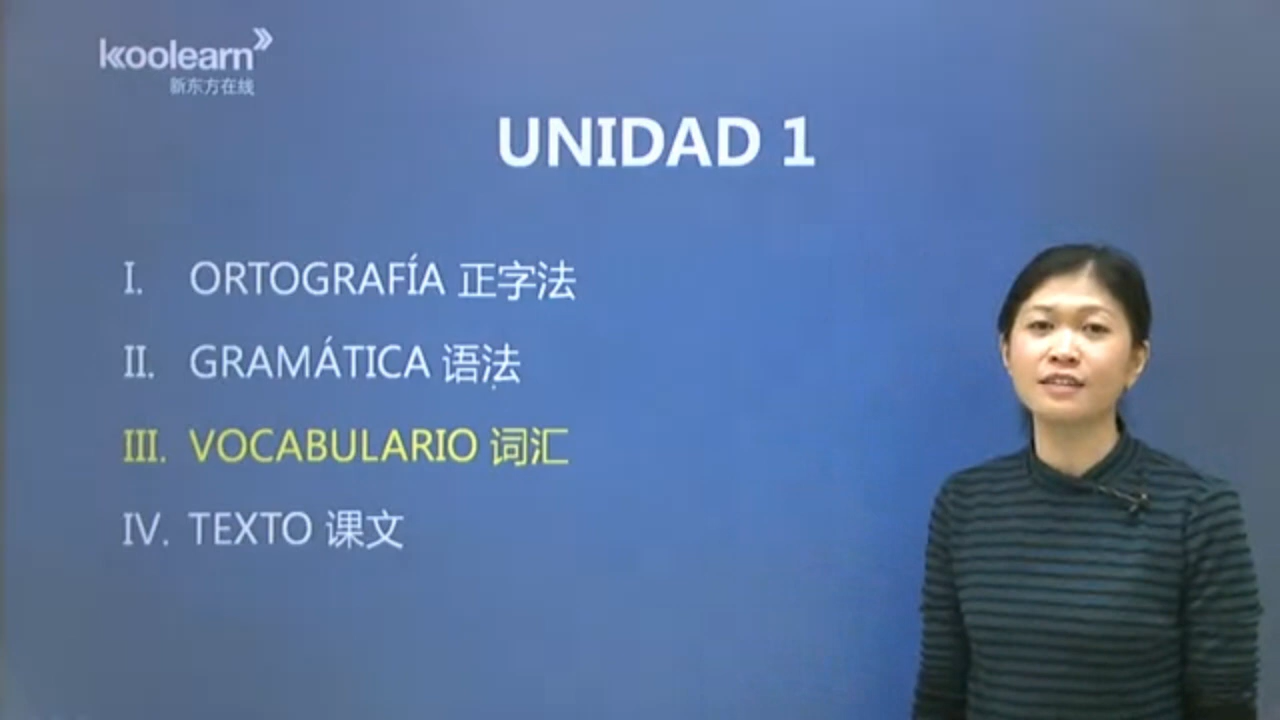 koolearn
新东方在线
UNIDAD 1
I. ORTOGRAFÍA 正字法
II. GRAMÁTICA 语法
III. VOCABULARIO 词汇
IV. TEXTO 课文